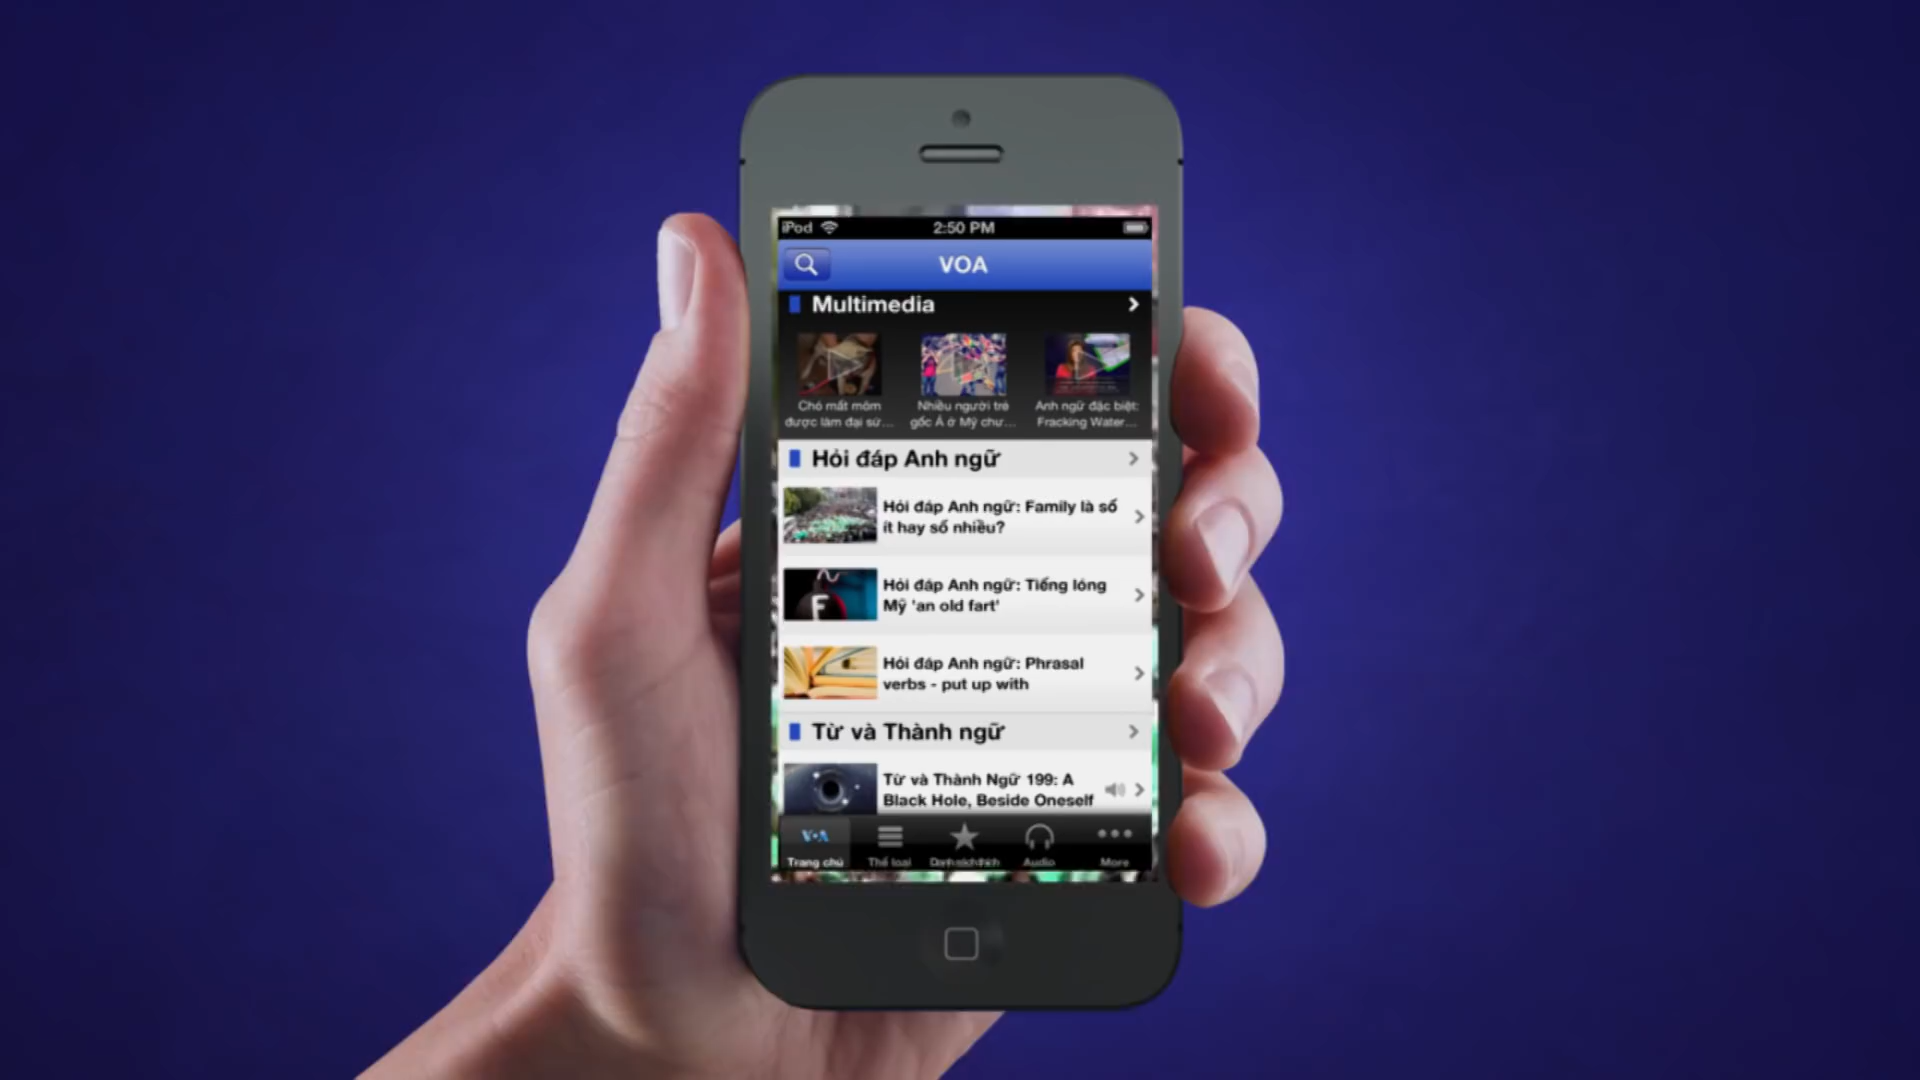 iPod
2:50 PM
VOA
Multimedia
Chó mất mõm
được làm đại sứ...
Nhiều người trẻ
gốc Á ở Mỹ chư...
Anh ngữ đặc biệt:
Fracking Water...
Hỏi đáp Anh ngữ
Hỏi đáp Anh ngữ: Family là số
ít hay số nhiều?
F
Hỏi đáp Anh ngữ: Tiếng lóng
Mỹ 'an old fart'
Hỏi đáp Anh ngữ: Phrasal
verbs - put up with
Từ và Thành ngữ
Từ và Thành Ngữ 199: A
Black Hole, Beside Oneself
VOA
Trang chủ
Thể loại
Audio
More